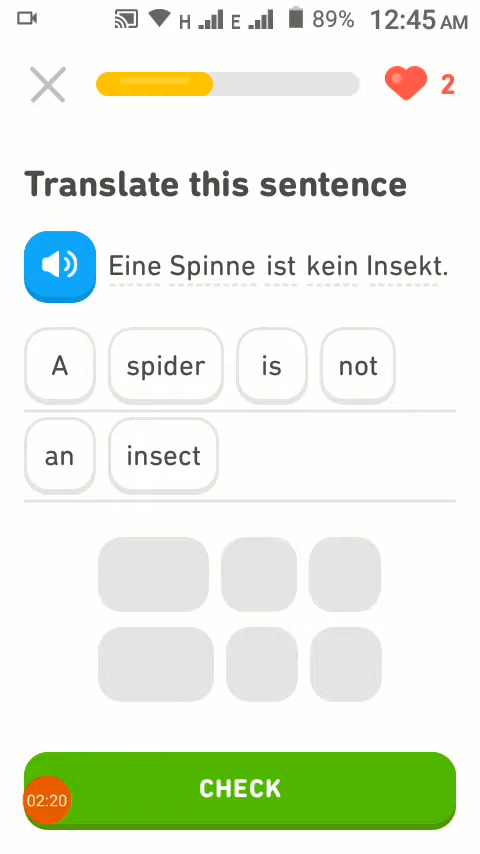 H E 89% 12:45 AM
2
Translate this sentence
Eine Spinne ist kein Insekt.
A spider is not
an insect
CHECK
02:20